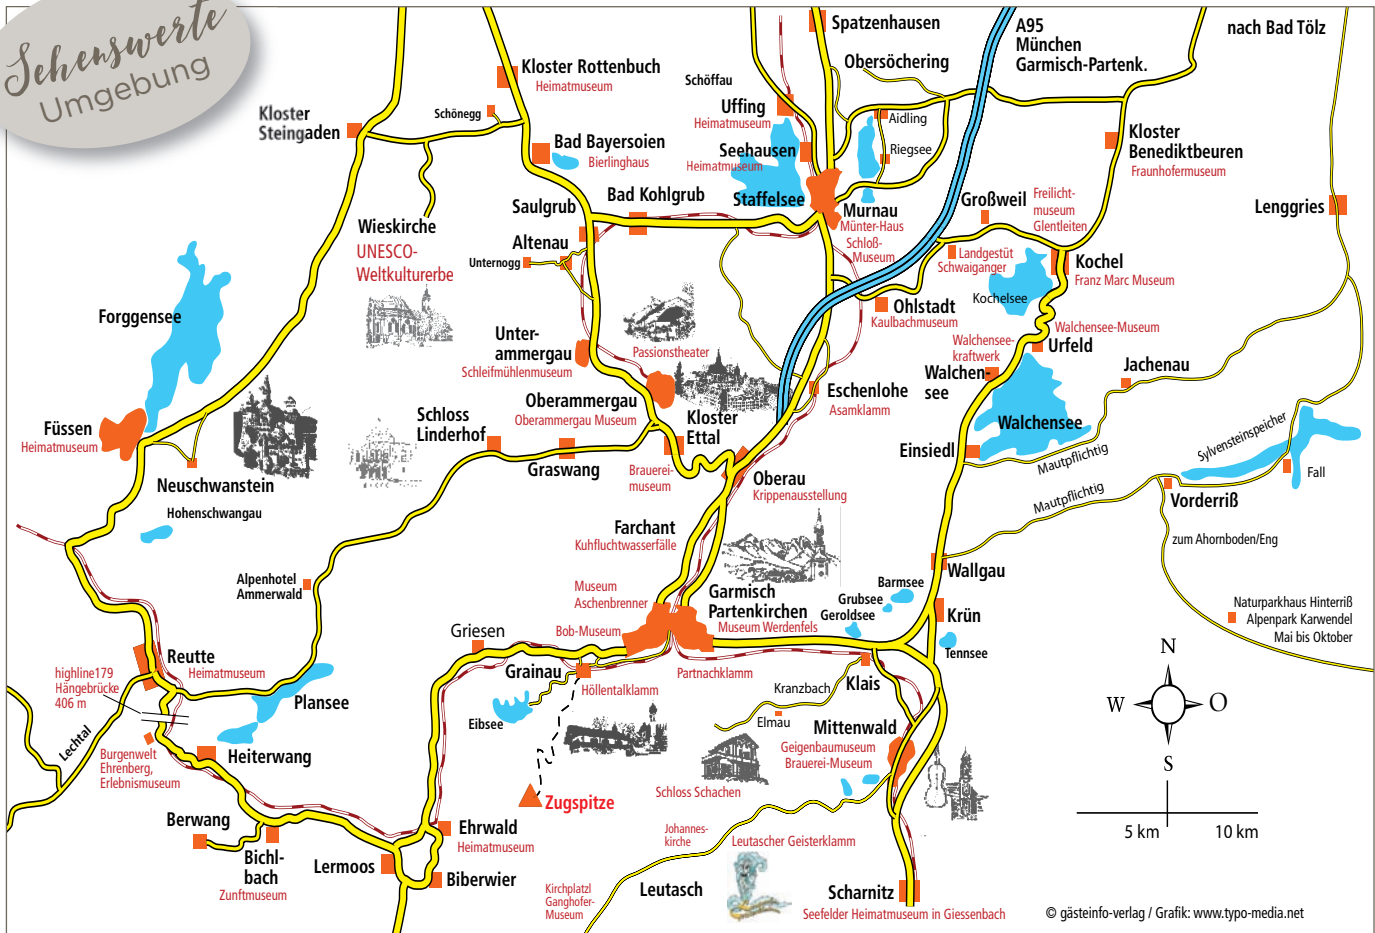 Sehenswerte
Umgebung
Spatzenhausen
A95
München
Garmisch-Partenk.
nach Bad Tölz
Obersöchering
Kloster Rottenbuch
Heimatmuseum
Schöffau
Uffing
Heimatmuseum
Kloster
Steingaden
Schönegg
Aidling
Riegsee
Bad Bayersoien
Bierlinghaus
Seehausen
Heimatmuseum
Kloster
Benediktbeuren
Fraunhofermuseum
Saulgrub
Bad Kohlgrub
Staffelsee
Murnau
Münter-Haus
Schloß-
Museum
Großweil
Freilicht-
museum
Glentleiten
Lenggries
Wieskirche
UNESCO-
Weltkulturerbe
Altenau
Unternogg
Landgestüt
Schwaiganger
Kochel
Franz Marc Museum
Kochelsee
Ohlstadt
Kaulbachmuseum
Forggensee
Unter-
ammergau
Schleifmühlenmuseum
Passionstheater
Walchensee-Museum
Urfeld
Walchensee-
kraftwerk
Walchen-
see
Jachenau
Eschenlohe
Asamklamm
Oberammergau
Oberammergau Museum
Schloss
Linderhof
Kloster
Ettal
Brauerei-
museum
Füssen
Heimatmuseum
Walchensee
Einsiedl
Mautpflichtig
Sylvensteinspeicher
Fall
Graswang
Neuschwanstein
Hohenschwangau
Oberau
Krippenausstellung
Mautpflichtig
Vorderriß
zum Ahornboden/Eng
Farchant
Kuhfluchtwasserfälle
Alpenhotel
Ammerwald
Museum
Aschenbrenner
Garmisch
Partenkirchen
Museum Werdenfels
Bob-Museum
Wallgau
Barmsee
Grubsee
Geroldsee
Krün
Tennsee
Naturparkhaus Hinterriß
Alpenpark Karwendel
Mai bis Oktober
Griesen
Grainau
Höllentalklamm
Partnachklamm
Reutte
Heimatmuseum
highline179
Hängebrücke
406 m
Plansee
Eibsee
Kranzbach
Klais
Elmau
Mittenwald
Geigenbaumuseum
Brauerei-Museum
N
W
O
S
Lechtal
Heiterwang
Burgenwelt
Ehrenberg,
Erlebnismuseum
Schloss Schachen
Zugspitze
Berwang
Bichl-
bach
Zunftmuseum
Ehrwald
Heimatmuseum
Lermoos
Biberwier
Johannes-
kirche
Leutascher Geisterklamm
Kirchplatzl
Ganghofer-
Museum
Leutasch
Scharnitz
Seefelder Heimatmuseum in Giessenbach
5 km
10 km
© gästeinfo-verlag / Grafik: www.typo-media.net